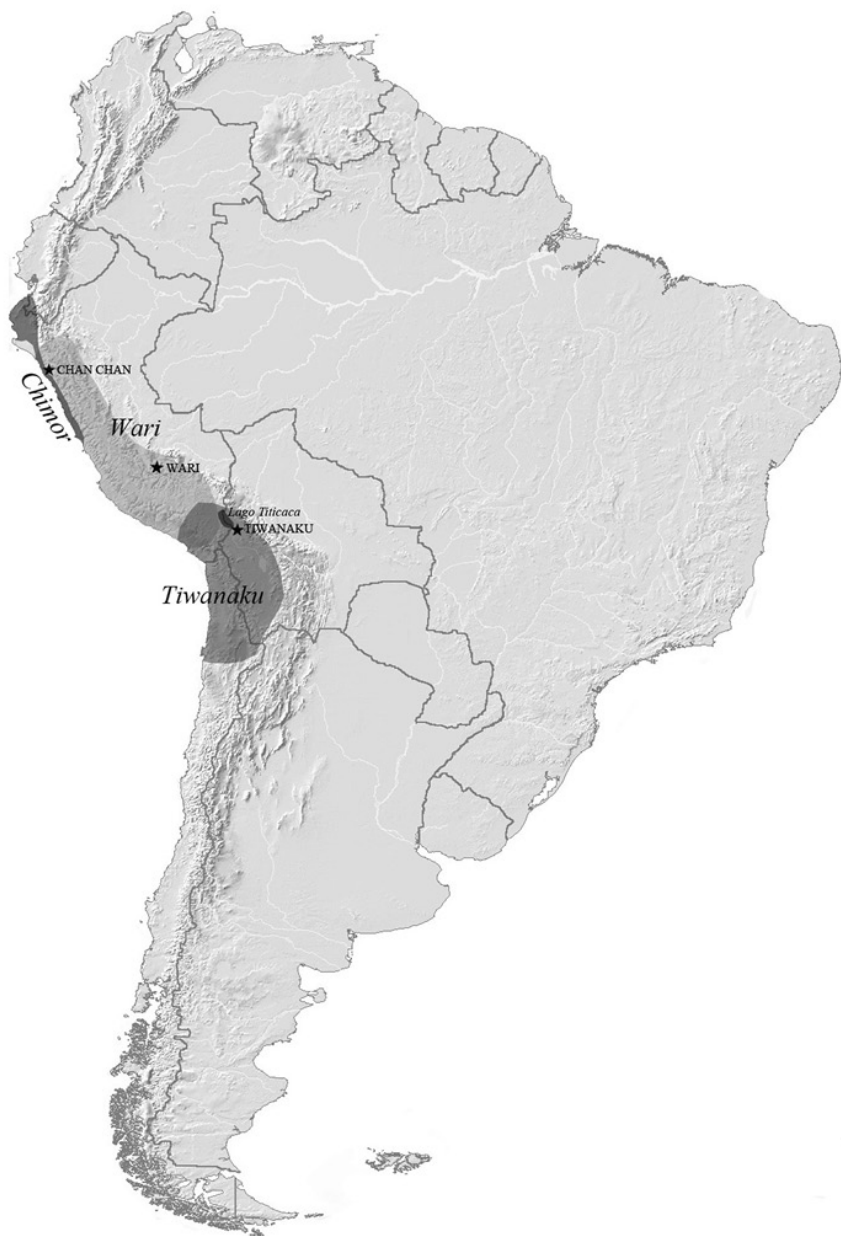 CHAN CHAN
Chimor
Wari
WARI
Lago Titicaca
TIWANAKU
Tiwanaku